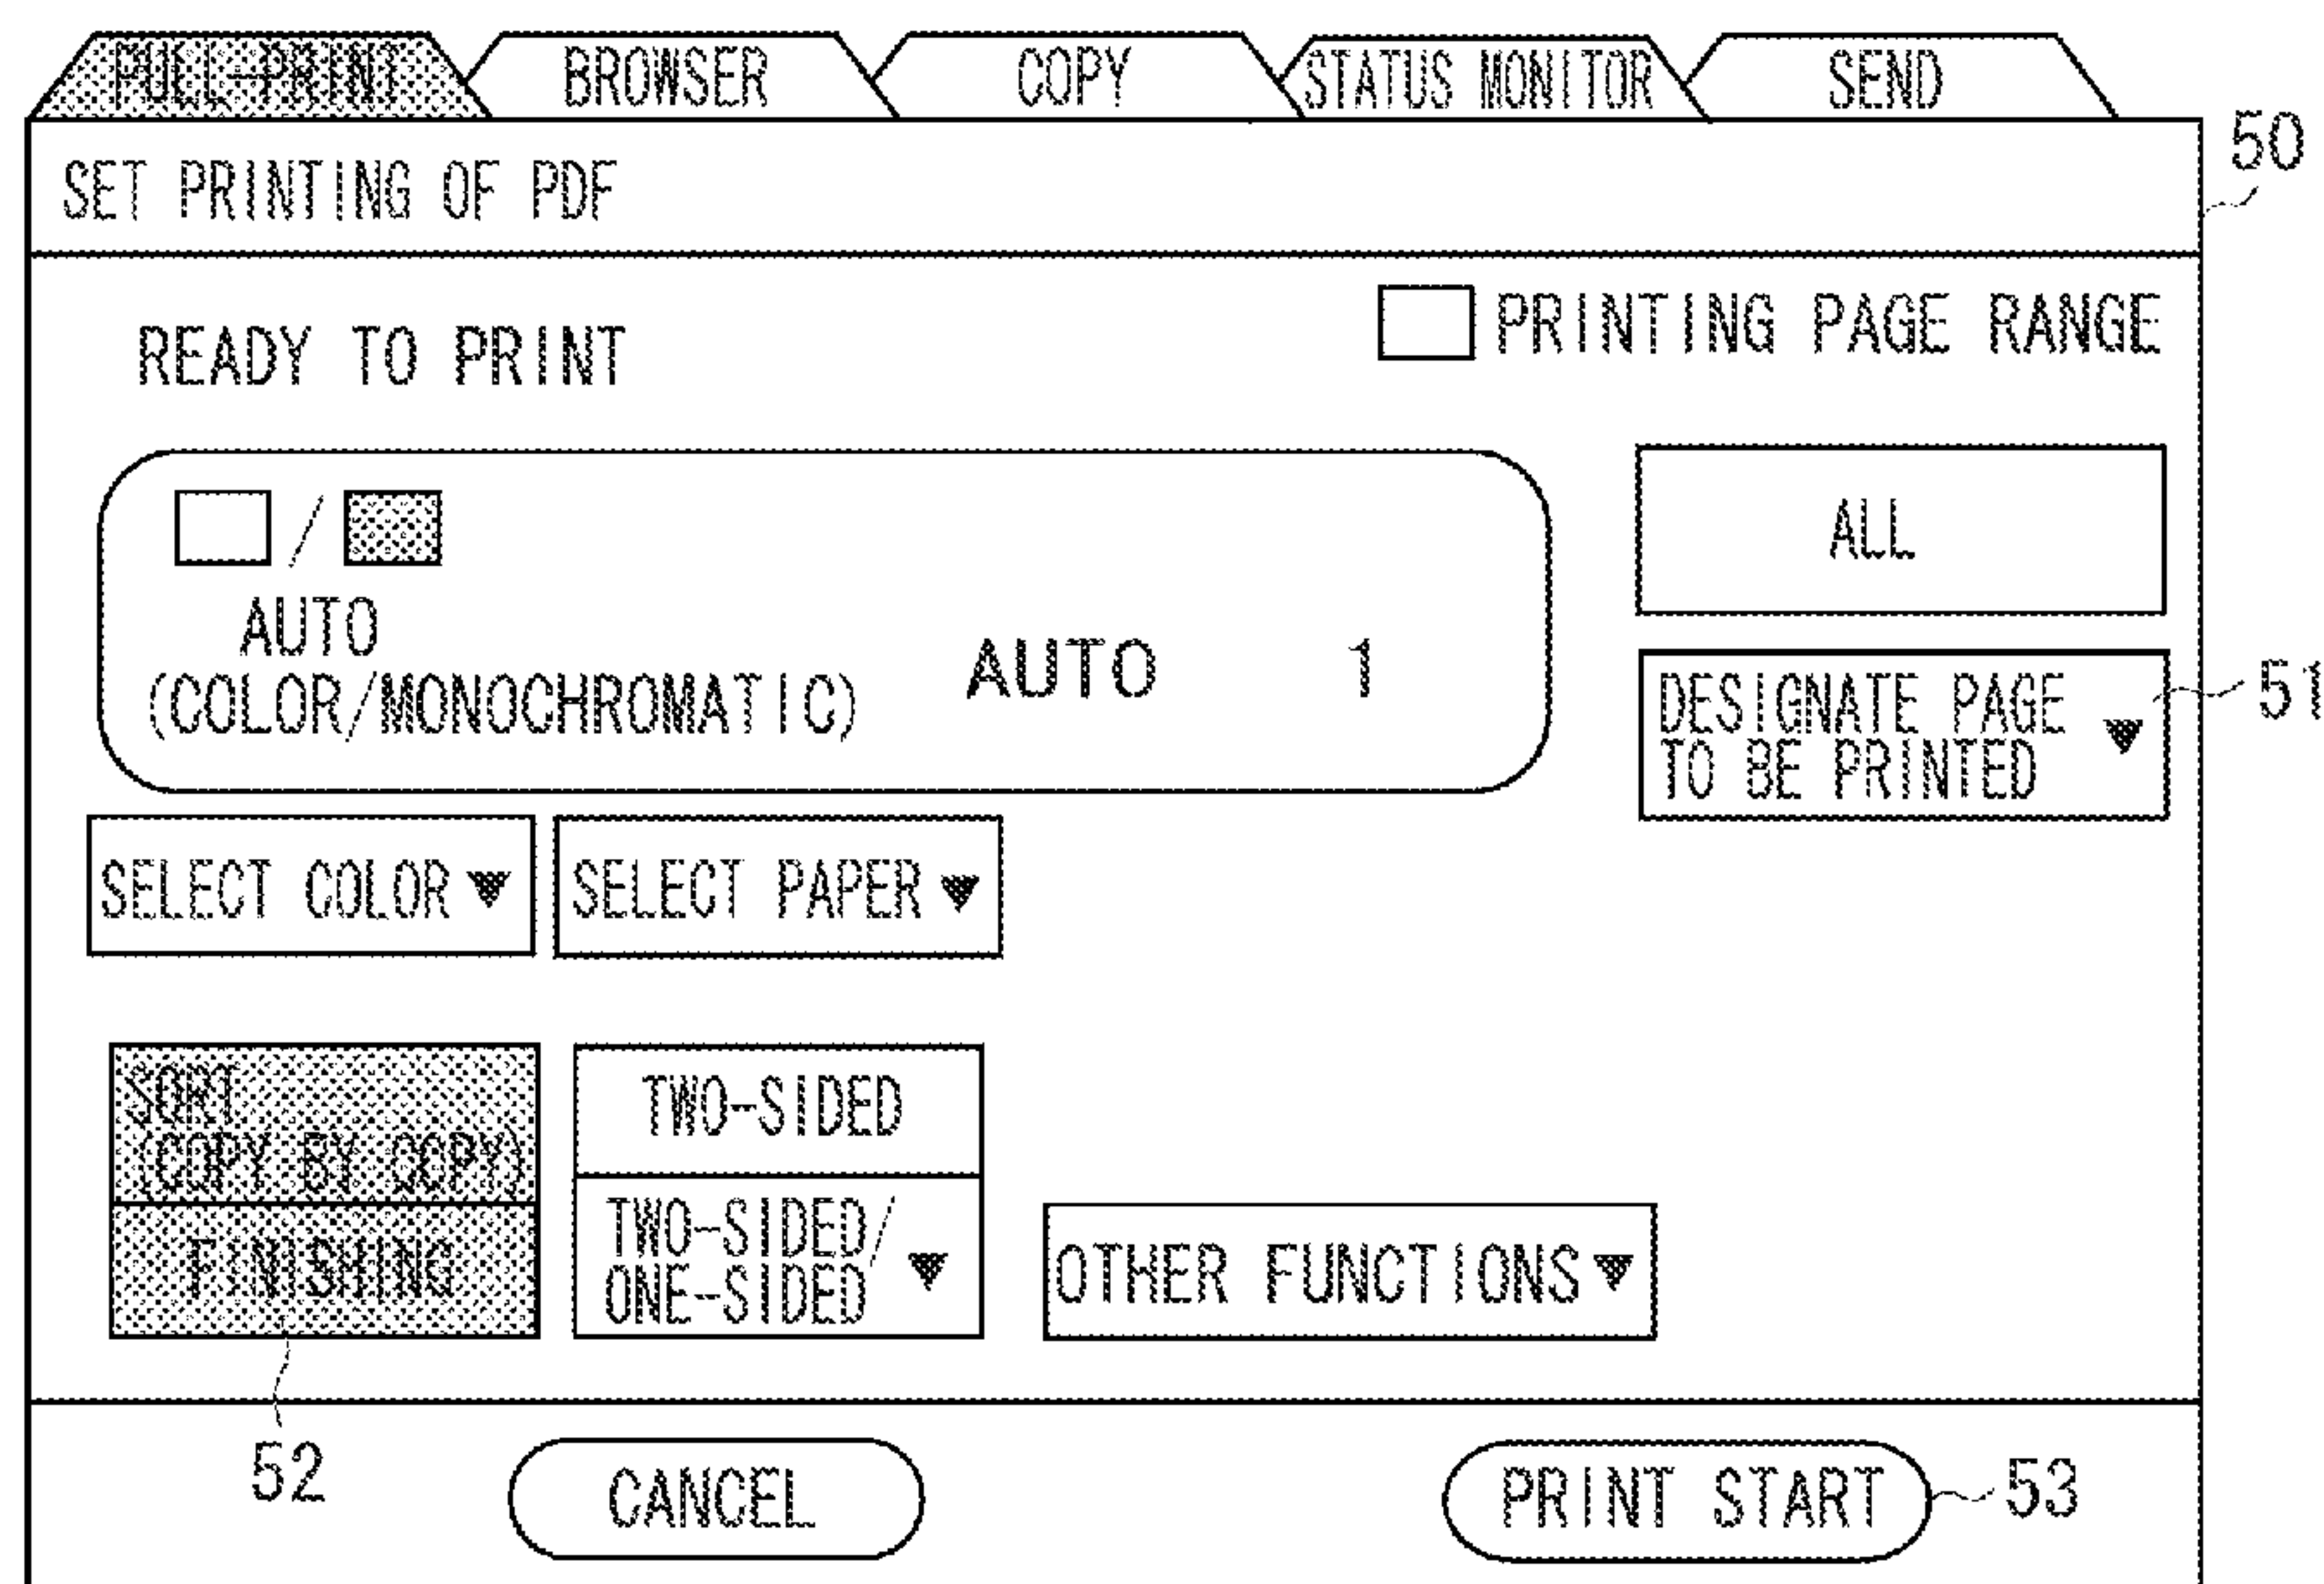 PULL-PRINT BROWSER COPY STATUS MONITOR SEND
50
SET PRINTING OF PDF
READY TO PRINT
PRINTING PAGE RANGE
/
AUTO
(COLOR/MONOCHROMATIC)
AUTO 1
ALL
DESIGNATE PAGE
TO BE PRINTED
51
SELECT COLOR▼ SELECT PAPER▼
SORT
(COPY BY COPY)
FINISHING
TWO-SIDED
TWO-SIDED/
ONE-SIDED
OTHER FUNCTIONS▼
52
CANCEL
PRINT START
53